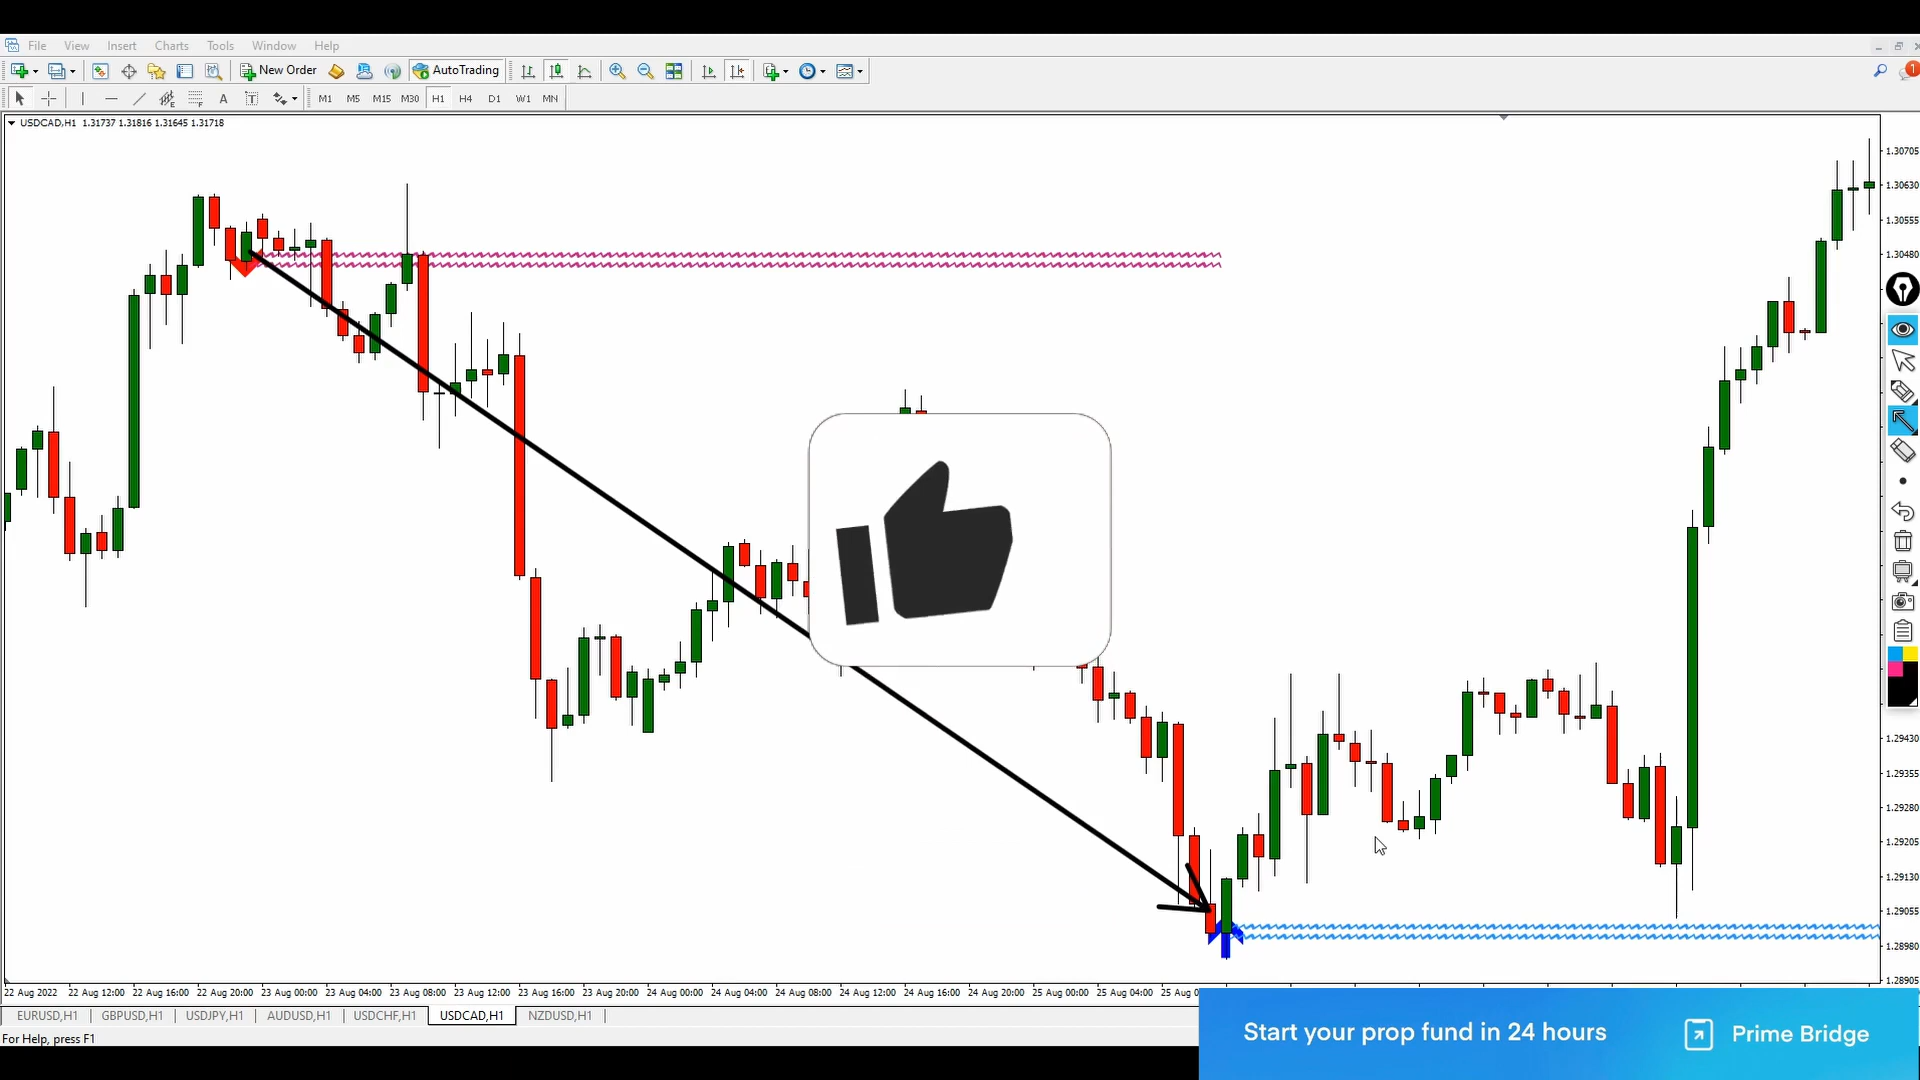 File View Insert Charts Tools Window Help
New Order AutoTrading
A T M1 M5 M15 M30 H1 H4 D1 W1 MN
USDCAD,H1 1.31737 1.31816 1.31645 1.31718
1
1.30705
1.30630
1.30555
1.30480
1.29430
1.29355
1.29280
1.29205
1.29130
1.29055
1.28980
1.28905
22 Aug 2022 22 Aug 12:00 22 Aug 16:00 22 Aug 20:00 23 Aug 00:00 23 Aug 04:00 23 Aug 08:00 23 Aug 12:00 23 Aug 16:00 23 Aug 20:00 24 Aug 00:00 24 Aug 04:00 24 Aug 08:00 24 Aug 12:00 24 Aug 16:00 24 Aug 20:00 25 Aug 00:00 25 Aug 04:00 25 Aug 0
EURUSD,H1 GBPUSD,H1 USDJPY,H1 AUDUSD,H1 USDCHF,H1 USDCAD,H1 NZDUSD,H1
For Help, press F1
Start your prop fund in 24 hours Prime Bridge